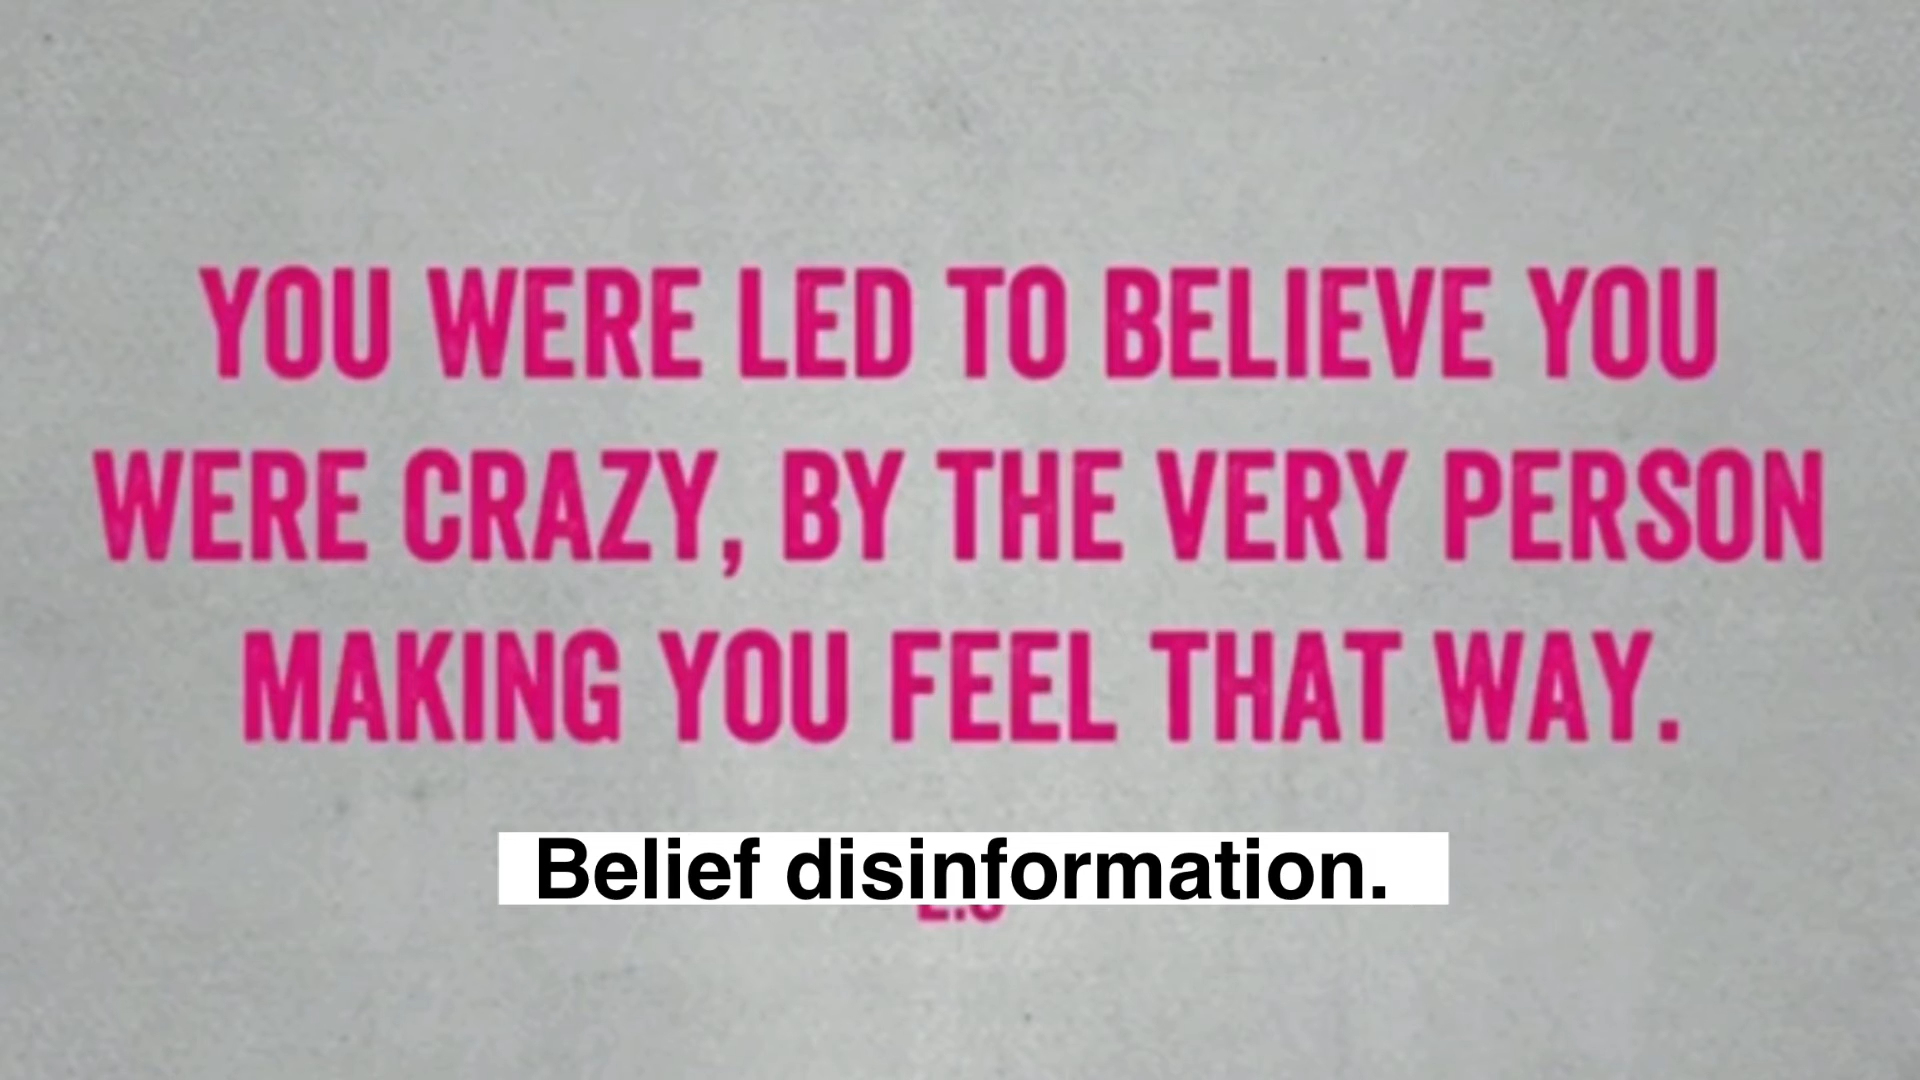 YOU WERE LED TO BELIEVE YOU
WERE CRAZY, BY THE VERY PERSON
MAKING YOU FEEL THAT WAY.
Belief disinformation.